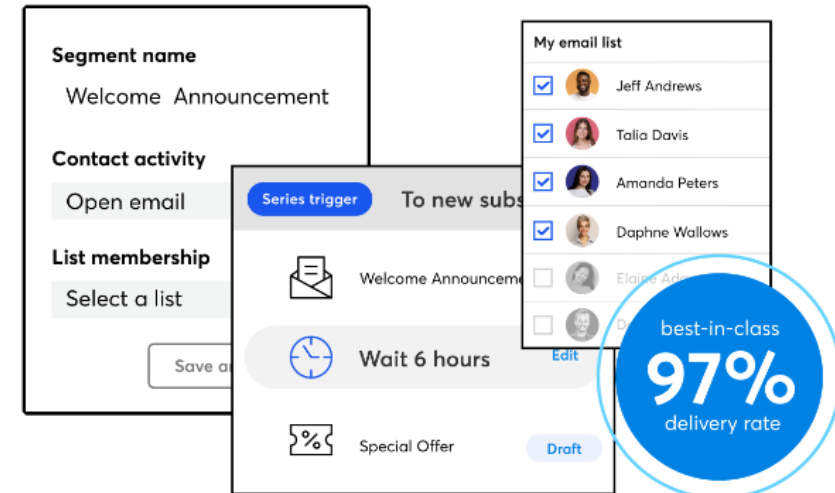 Segment name
Welcome Announcement
Contact activity
Open email
List membership
Select a list
Save
Series trigger
To new
Welcome
Wait 6 hours
Edit
Special Offer
Draft
My email list
Jeff Andrews
Talia Davis
Amanda Peters
Daphne Wallows
Elaine
best-in-class
97%
delivery rate